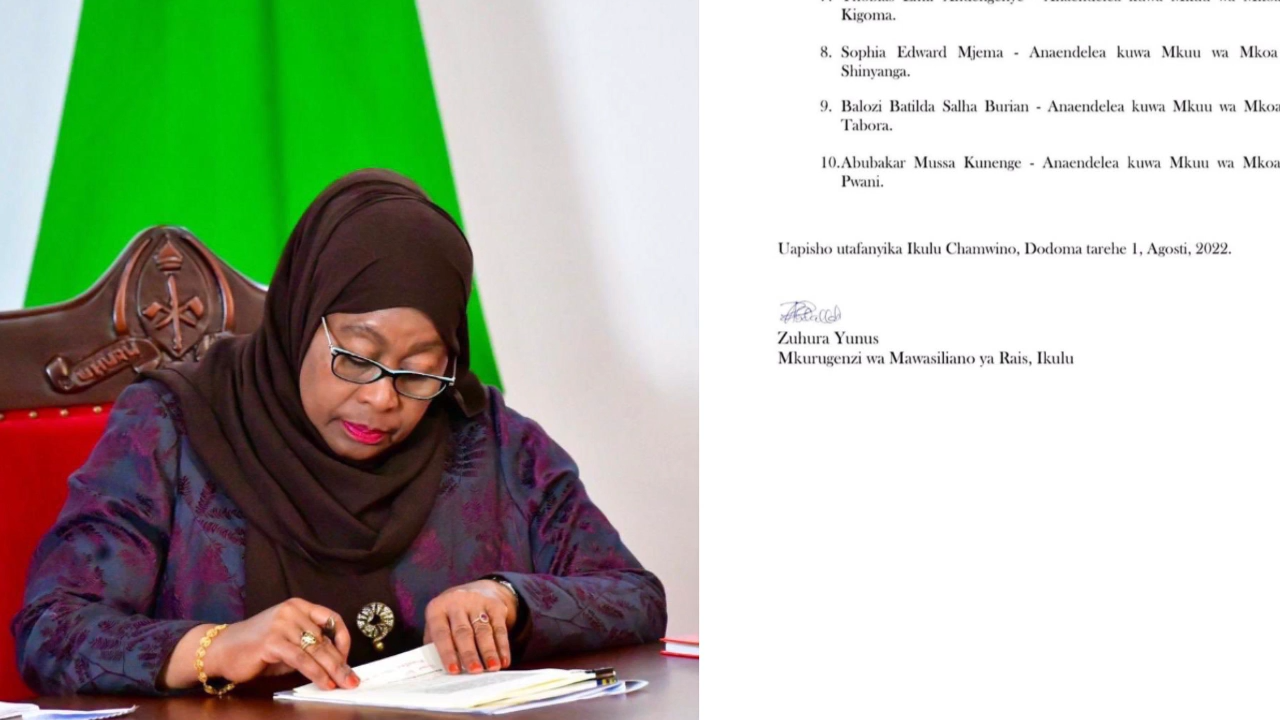 Kigoma.
8. Sophia Edward Mjema - Anaendelea kuwa Mkuu wa Mkoa
Shinyanga.
9. Balozi Batilda Salha Burian - Anaendelea kuwa Mkuu wa Mkoa
Tabora.
10.Abubakar Mussa Kunenge - Anaendelea kuwa Mkuu wa Mkoa
Pwani.
Uapisho utafanyika Ikulu Chamwino, Dodoma tarehe 1, Agosti, 2022.
Zuhura Yunus
Mkurugenzi wa Mawasiliano ya Rais, Ikulu